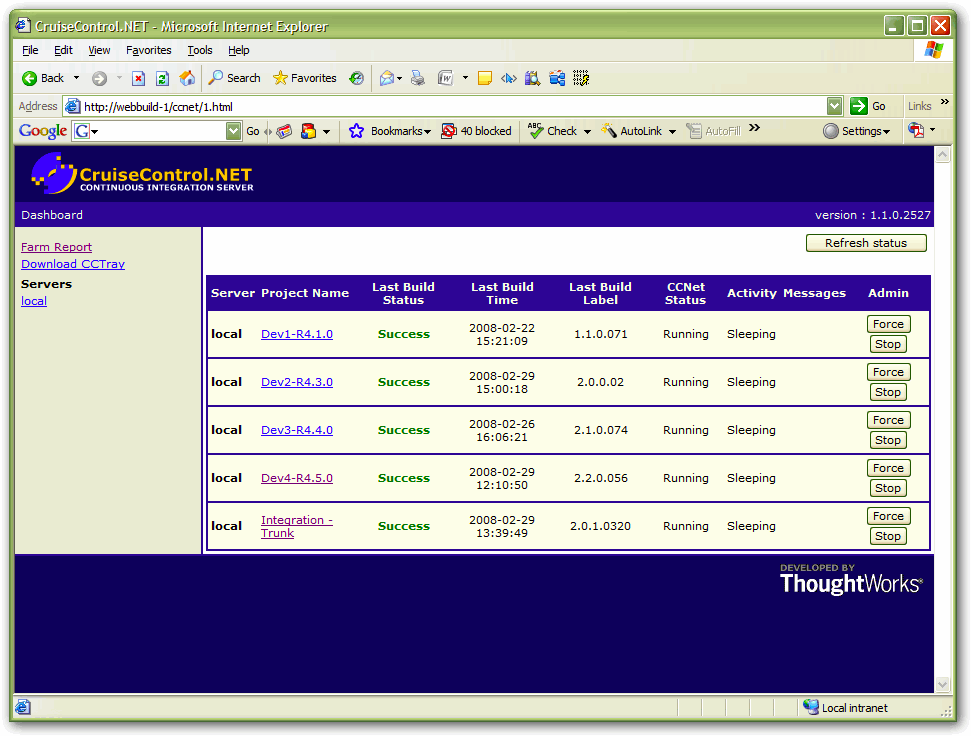 CruiseControl.NET - Microsoft Internet Explorer
File Edit View Favorites Tools Help
Back Search Favorites
Address http://webbuild-1/ccnet/1.html Go Links »
Google G Go Bookmarks 40 blocked ABC Check AutoLink AutoFill » Settings
CruiseControl.NET
CONTINUOUS INTEGRATION SERVER
Dashboard version : 1.1.0.2527
Farm Report
Download CCTray
Servers
local
Refresh status
Server Project Name Last Build Status Last Build Time Last Build Label CCNet Status Activity Messages Admin
local Dev1-R4.1.0 Success 2008-02-22 15:21:09 1.1.0.071 Running Sleeping Force Stop
local Dev2-R4.3.0 Success 2008-02-29 15:00:18 2.0.0.02 Running Sleeping Force Stop
local Dev3-R4.4.0 Success 2008-02-26 16:06:21 2.1.0.074 Running Sleeping Force Stop
local Dev4-R4.5.0 Success 2008-02-29 12:10:50 2.2.0.056 Running Sleeping Force Stop
local Integration - Trunk Success 2008-02-29 13:39:49 2.0.1.0320 Running Sleeping Force Stop
DEVELOPED BY
ThoughtWorks®
Local intranet